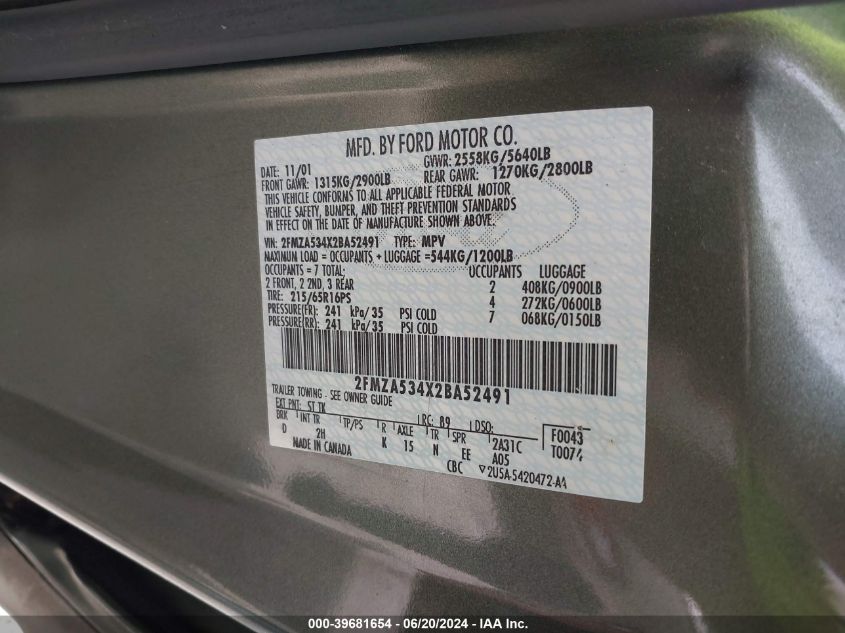 MFD. BY FORD MOTOR CO.
DATE: 11/01 GVWR: 2558KG/5640LB
FRONT GAWR: 1315KG/2900LB REAR GAWR: 1270KG/2800LB
THIS VEHICLE CONFORMS TO ALL APPLICABLE FEDERAL MOTOR
VEHICLE SAFETY, BUMPER, AND THEFT PREVENTION STANDARDS
IN EFFECT ON THE DATE OF MANUFACTURE SHOWN ABOVE.
VIN: 2FMZA534X2BA52491 TYPE: MPV
MAXIMUM LOAD = OCCUPANTS + LUGGAGE =544KG/1200LB
OCCUPANTS = 7 TOTAL: OCCUPANTS LUGGAGE
2 FRONT, 2 2ND, 3 REAR 2 408KG/0900LB
TIRE: 215/65R16PS 4 272KG/0600LB
PRESSURE(FR): 241 kPa/35 PSI COLD 7 068KG/0150LB
PRESSURE(RR): 241 kPa/35 PSI COLD
2FMZA534X2BA52491
TRAILER TOWING - SEE OWNER GUIDE
EXT PNT: ST TK RC: 89 DSO: F0043
BRK INT TR TP/PS R AXLE TR SPR 2A31C T0074
D 2H K 15 N EE A05
MADE IN CANADA CBC ▽2U5A-5420472-AA
000-39681654 / 06/20/2024 / IAAI.com